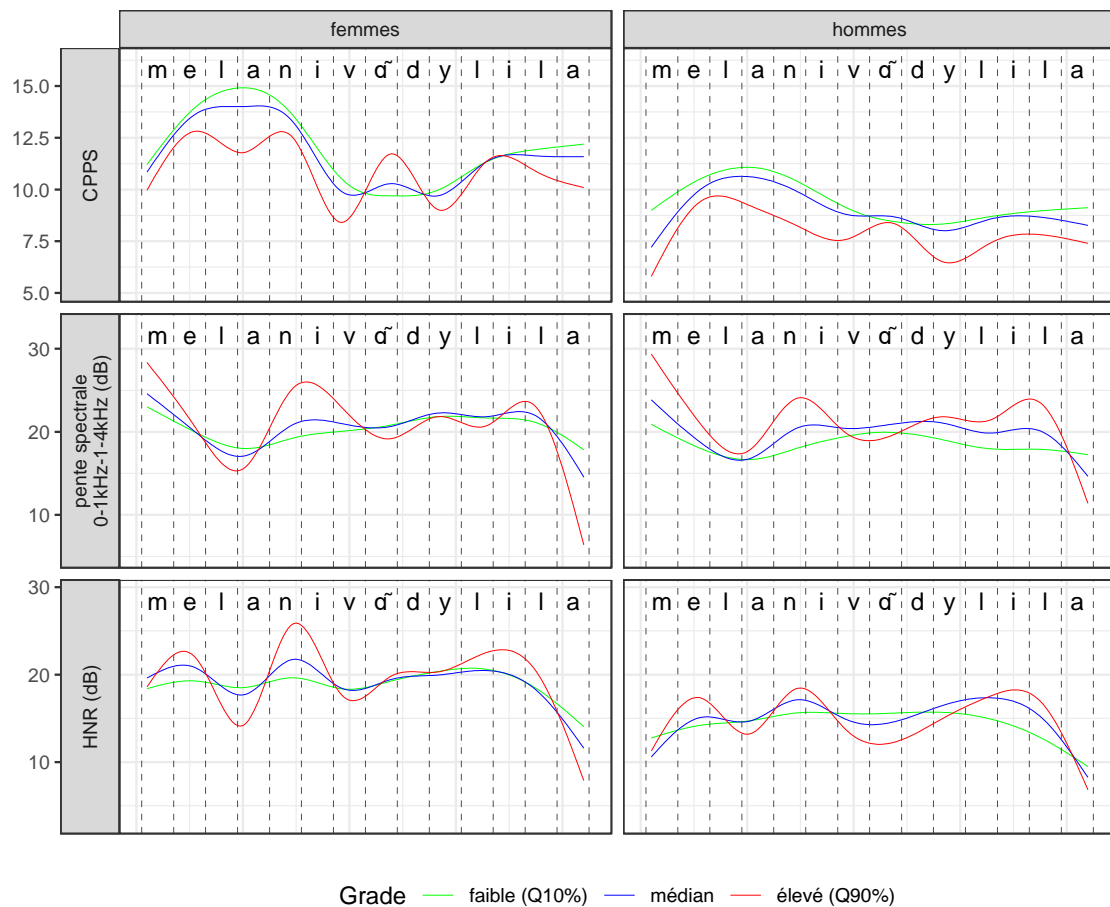 femmes
hommes
CPPS
15.0
12.5
10.0
7.5
5.0
m e l a n i v ɑ̃ d y l i l a
m e l a n i v ɑ̃ d y l i l a
pente spectrale
0-1kHz-1-4kHz (dB)
30
20
10
m e l a n i v ɑ̃ d y l i l a
m e l a n i v ɑ̃ d y l i l a
HNR (dB)
30
20
10
m e l a n i v ɑ̃ d y l i l a
m e l a n i v ɑ̃ d y l i l a
Grade faible (Q10%) médian élevé (Q90%)